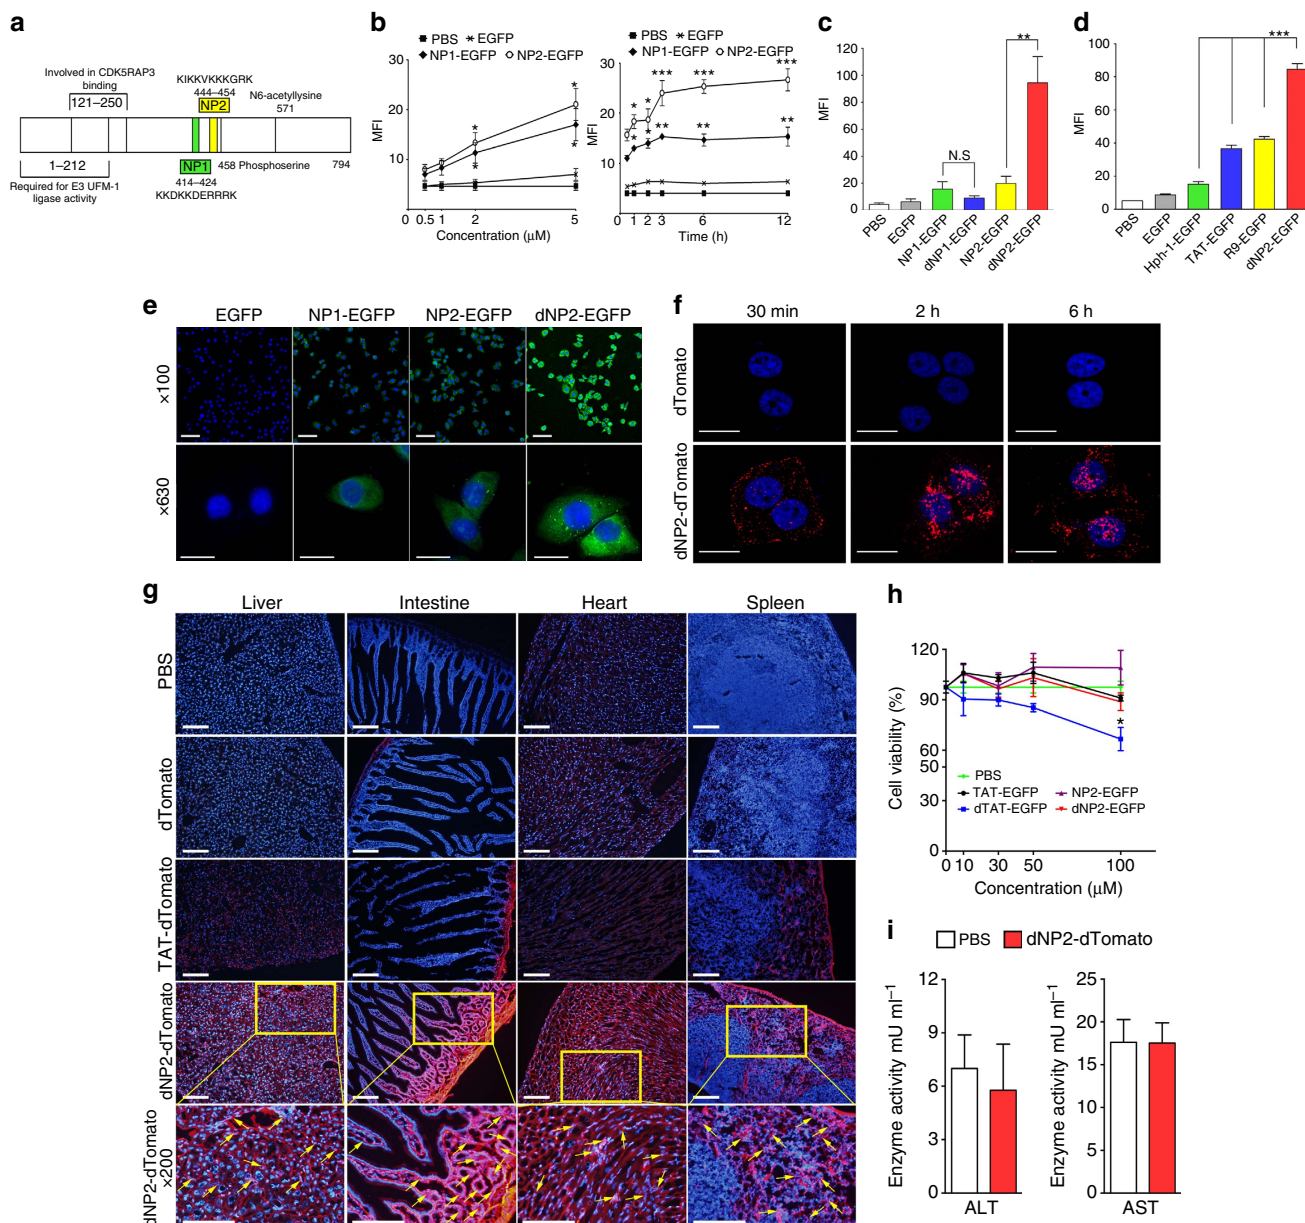 a
Involved in CDK5RAP3
binding
121–250
KIKKVKKKGRK
444–454
NP2
N6-acetyllysine
571
1–212
Required for E3 UFM-1
ligase activity
NP1
414–424
KKDKKDERRRK
458 Phosphoserine
794
b
PBS EGFP
NP1-EGFP NP2-EGFP
MFI
30
20
10
0
0.5 1 2 5
Concentration (μM)
* * * *
PBS EGFP
NP1-EGFP NP2-EGFP
MFI
30
20
10
0
1 2 3 6 12
Time (h)
* * *** *** ***
* * ** ** **
c
MFI
120
100
80
60
40
20
0
N.S
**
PBS
EGFP
NP1-EGFP
dNP1-EGFP
NP2-EGFP
dNP2-EGFP
d
MFI
100
80
60
40
20
0
***
PBS
EGFP
Hph-1-EGFP
TAT-EGFP
R9-EGFP
dNP2-EGFP
e
EGFP NP1-EGFP NP2-EGFP dNP2-EGFP
×100
×630
f
30 min 2 h 6 h
dTomato
dNP2-dTomato
g
Liver Intestine Heart Spleen
PBS
dTomato
TAT-dTomato
dNP2-dTomato
dNP2-dTomato
×200
h
Cell viability (%)
120
90
60
50
30
0
*
PBS
TAT-EGFP NP2-EGFP
dTAT-EGFP dNP2-EGFP
0 10 30 50 100
Concentration (μM)
i
PBS dNP2-dTomato
Enzyme activity mU ml−1
12
9
6
3
0
ALT
Enzyme activity mU ml−1
25
20
15
10
5
0
AST